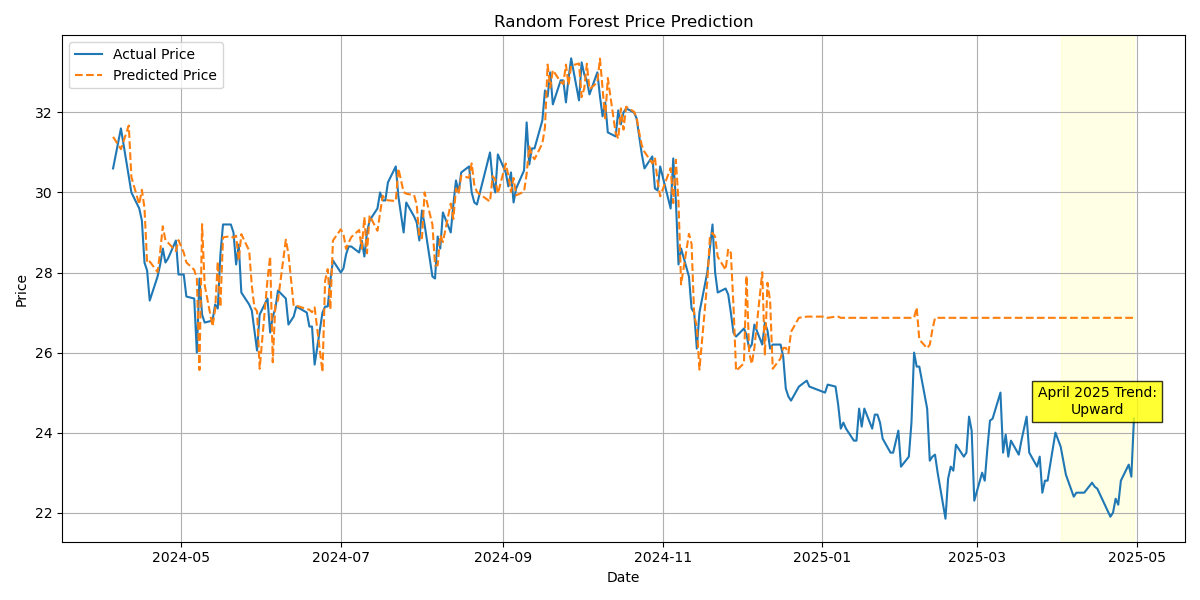 Random Forest Price Prediction
Actual Price
Predicted Price
Price
32
30
28
26
24
22
April 2025 Trend:
Upward
2024-05
2024-07
2024-09
2024-11
2025-01
2025-03
2025-05
Date